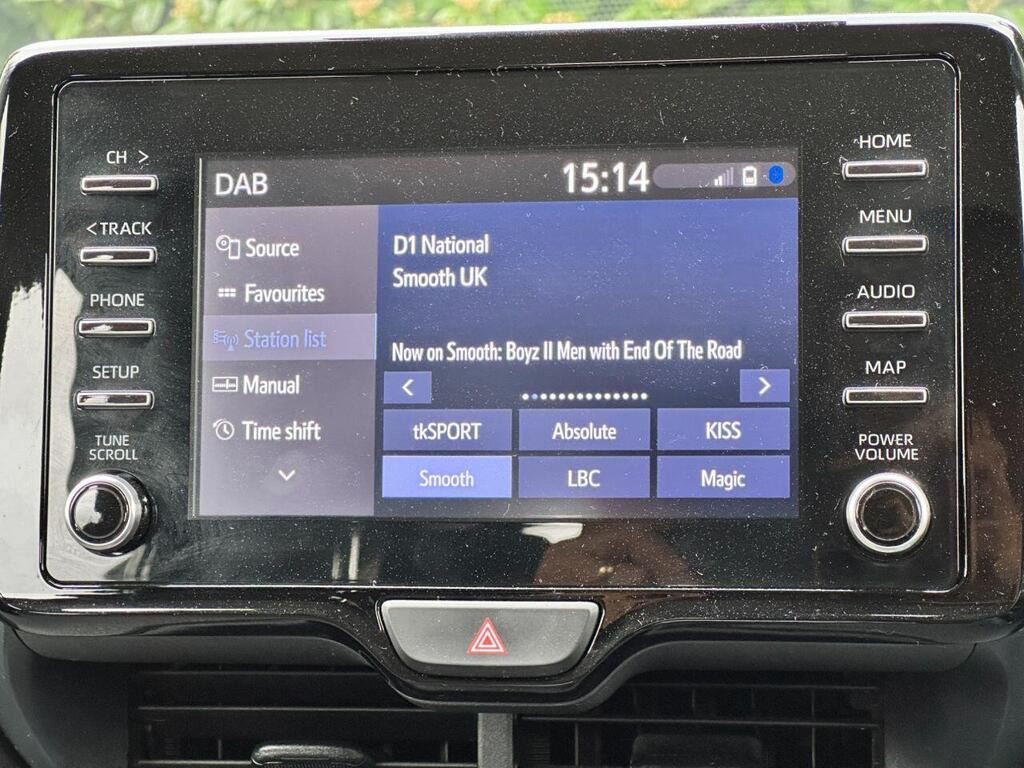 CH >
<TRACK
PHONE
SETUP
TUNE
SCROLL
DAB
15:14
Source
Favourites
Station list
Manual
Time shift
D1 National
Smooth UK
Now on Smooth: Boyz II Men with End Of The Road
< >
tkSPORT Absolute KISS
Smooth LBC Magic
HOME
MENU
AUDIO
MAP
POWER
VOLUME